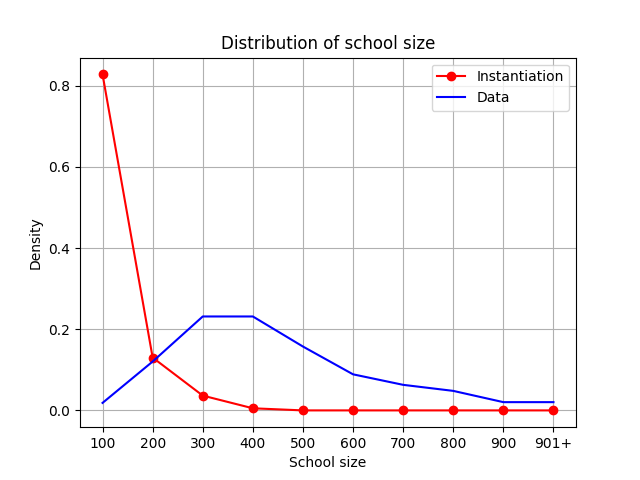 Distribution of school size
Instantiation
Data
Density
0.8
0.6
0.4
0.2
0.0
100 200 300 400 500 600 700 800 900 901+
School size